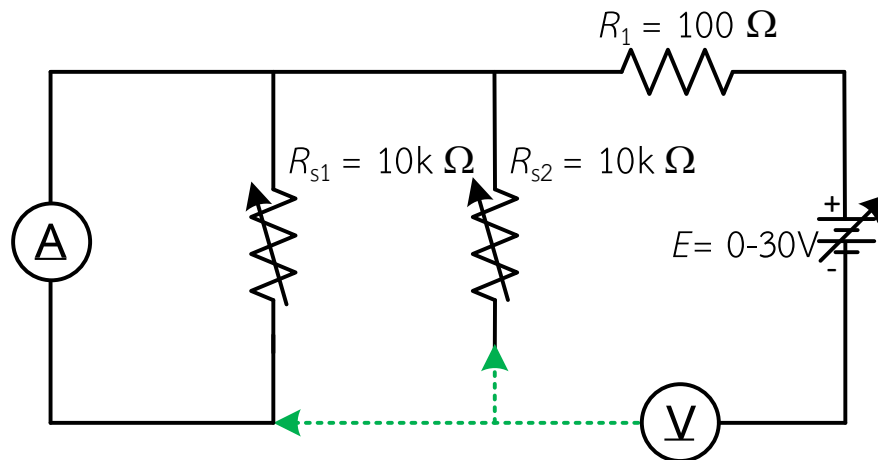 R₁ = 100 Ω
Rs1 = 10k Ω
Rs2 = 10k Ω
A
+
E= 0-30V
-
V